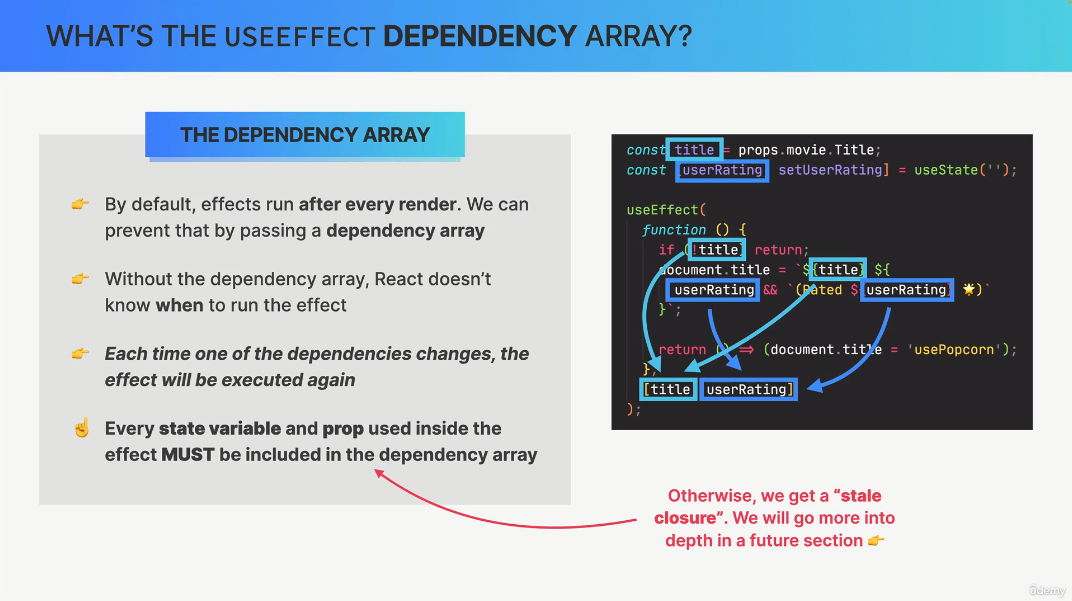 WHAT'S THE USEEFFECT DEPENDENCY ARRAY?
THE DEPENDENCY ARRAY
👉 By default, effects run after every render. We can
prevent that by passing a dependency array
👉 Without the dependency array, React doesn't
know when to run the effect
👉 Each time one of the dependencies changes, the
effect will be executed again
☝️ Every state variable and prop used inside the
effect MUST be included in the dependency array
const title = props.movie.Title;
const [userRating setUserRating] = useState('');
useEffect(
function () {
if (!title) return;
document.title = `${title} ${
userRating && `(Rated ${userRating} 🌟)`
}`;
return () => (document.title = 'usePopcorn');
},
[title userRating]
);
Otherwise, we get a "stale
closure". We will go more into
depth in a future section 👉
ûdemy